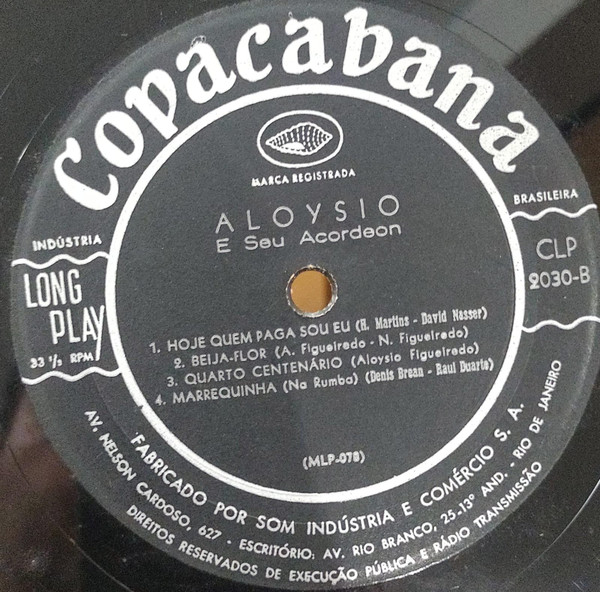 Copacabana
MARCA REGISTRADA
INDÚSTRIA
BRASILEIRA
ALOYSIO
E Seu Acordeon
LONG
PLAY
33 ⅓ RPM
CLP
2030-B
1. HOJE QUEM PAGA SOU EU (H. Martins - David Nasser)
2. BEIJA-FLOR (A. Figueiredo - N. Figueiredo)
3. QUARTO CENTENÁRIO (Aloysio Figueiredo)
4. MARREQUINHA (Na Rumba) (Denis Brean - Raul Duarte)
(MLP-078)
FABRICADO POR SOM INDÚSTRIA E COMÉRCIO S. A.
AV. NELSON CARDOSO, 627 - ESCRITÓRIO: AV. RIO BRANCO, 25-13º AND. - RIO DE JANEIRO
DIREITOS RESERVADOS DE EXECUÇÃO PÚBLICA E RÁDIO TRANSMISSÃO